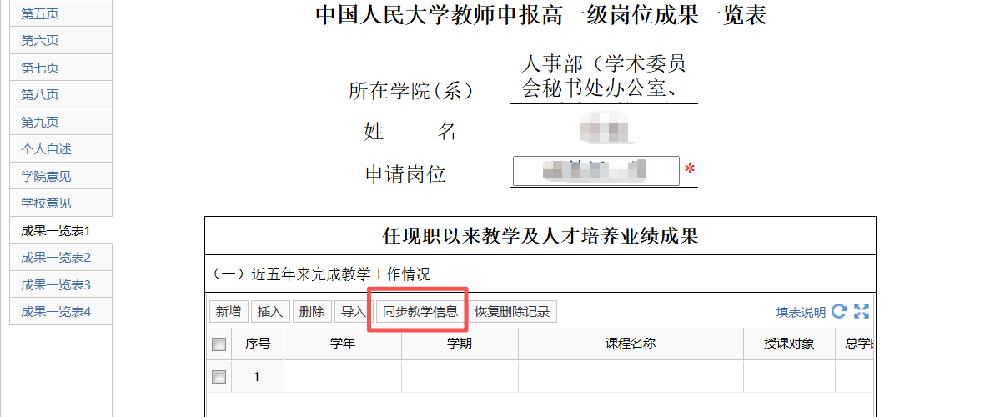 第五页
第六页
第七页
第八页
第九页
个人自述
学院意见
学校意见
成果一览表1
成果一览表2
成果一览表3
成果一览表4
中国人民大学教师申报高一级岗位成果一览表
所在学院(系) 人事部（学术委员
会秘书处办公室、
姓 名
申请岗位 *
任现职以来教学及人才培养业绩成果
（一）近五年来完成教学工作情况
新增 插入 删除 导入 同步教学信息 恢复删除记录 填表说明
序号 学年 学期 课程名称 授课对象 总学
1